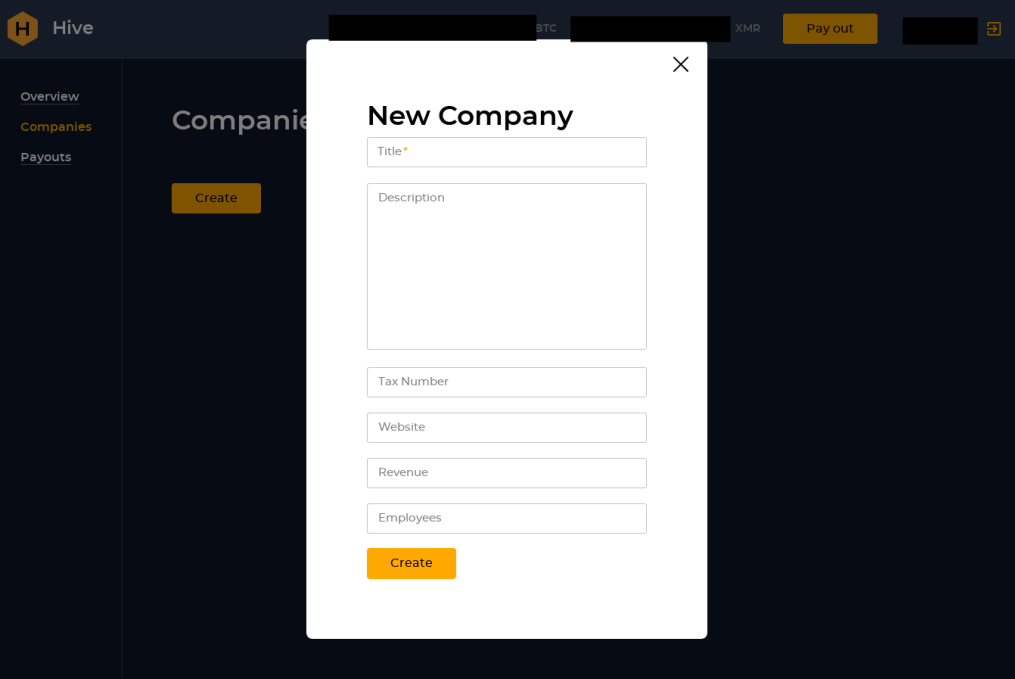 H Hive
BTC
XMR
Pay out
Overview
Companies
Payouts
Companie
Create
New Company
Title*
Description
Tax Number
Website
Revenue
Employees
Create